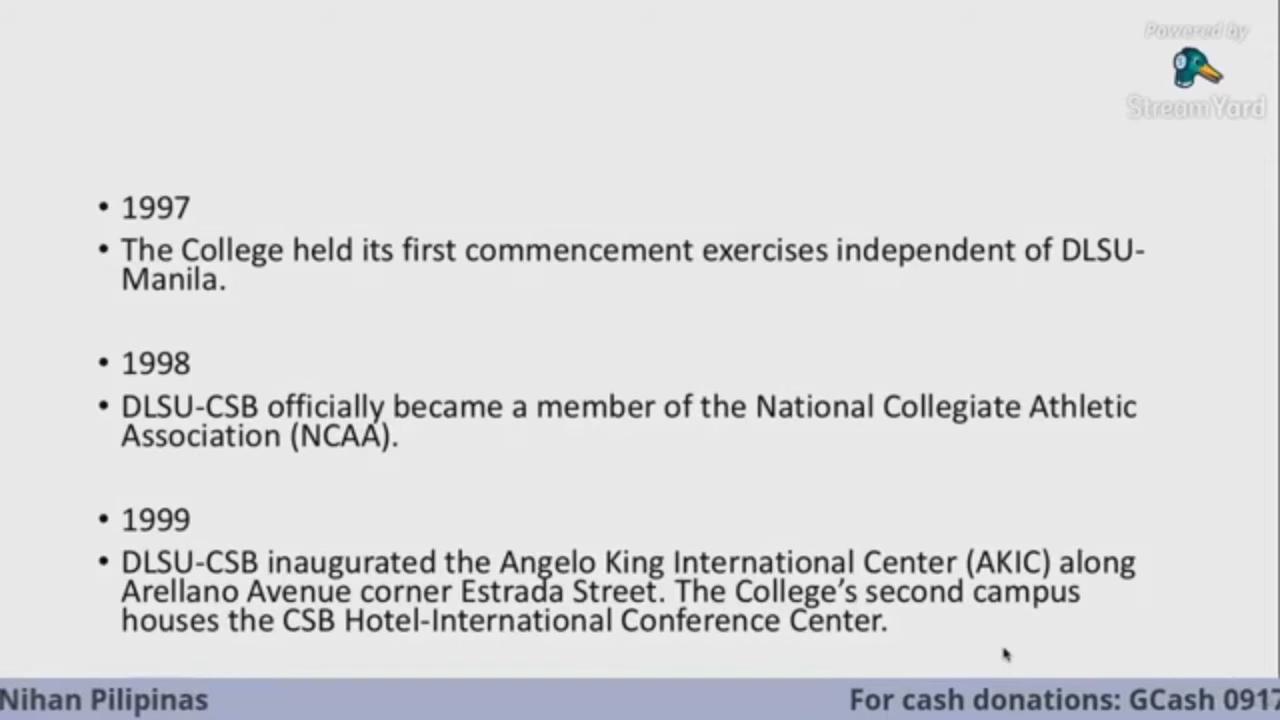 Powered by
StreamYard
• 1997
• The College held its first commencement exercises independent of DLSU-
Manila.
• 1998
• DLSU-CSB officially became a member of the National Collegiate Athletic
Association (NCAA).
• 1999
• DLSU-CSB inaugurated the Angelo King International Center (AKIC) along
Arellano Avenue corner Estrada Street. The College’s second campus
houses the CSB Hotel-International Conference Center.
Nihan Pilipinas For cash donations: GCash 0917